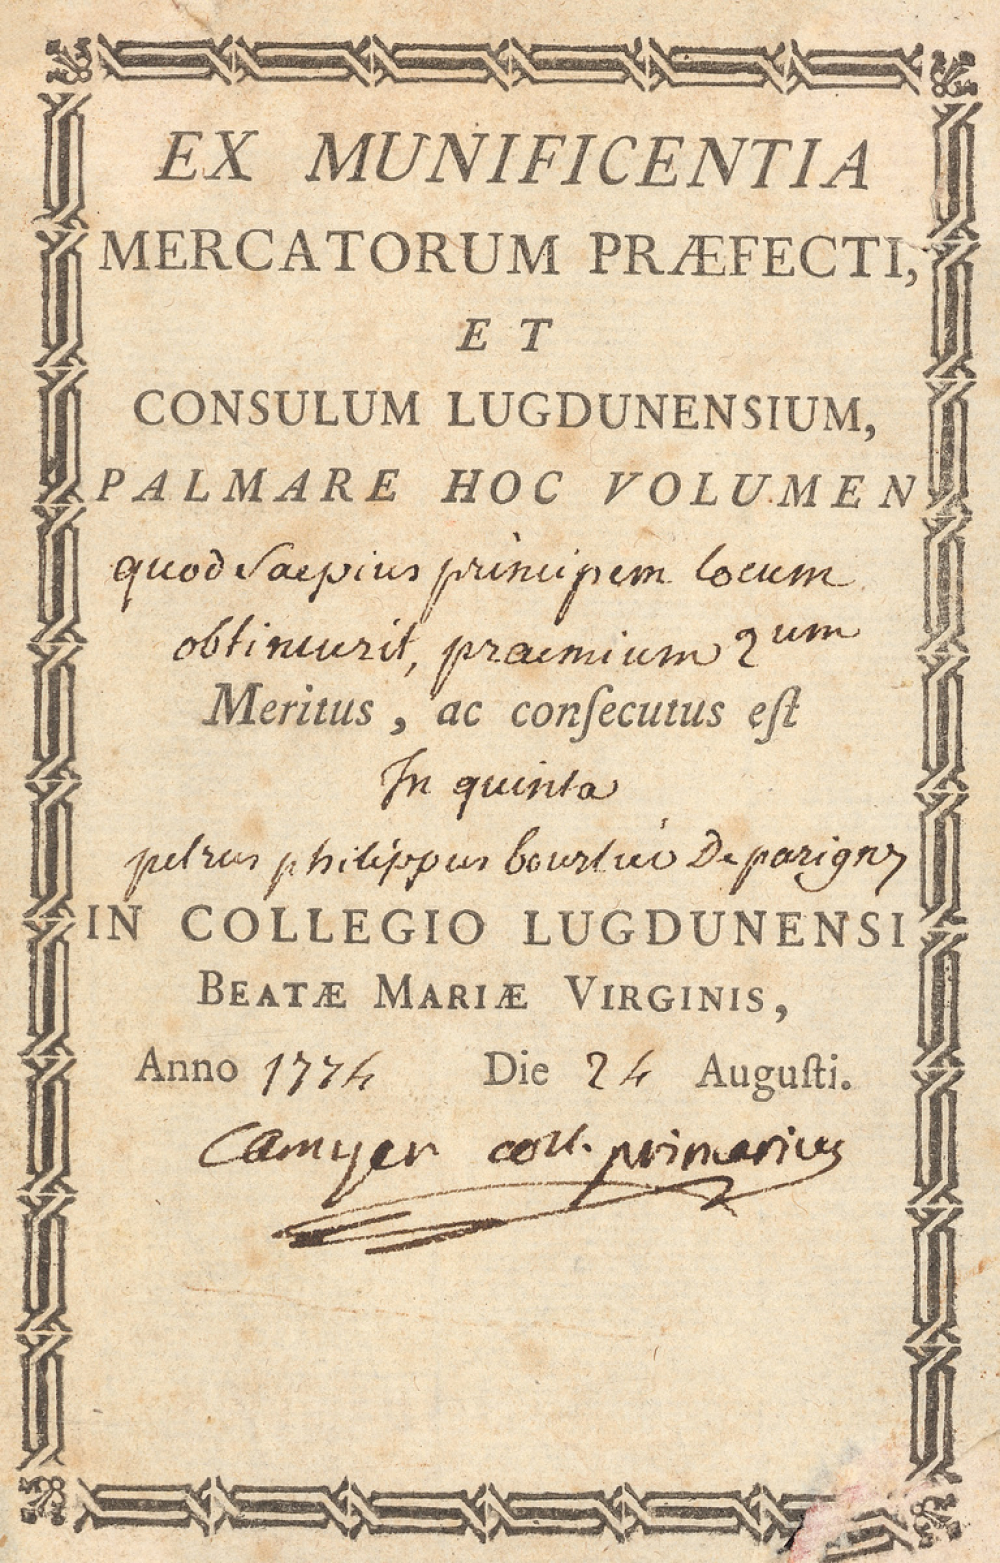 EX MUNIFICENTIA
MERCATORUM PRÆFECTI,
ET
CONSULUM LUGDUNENSIUM,
PALMARE HOC VOLUMEN
quod saepius principem locum
obtinuerit, praemium 2um
Meritus, ac conſecutus eſt
In quinta
petrus philippus De parigny
IN COLLEGIO LUGDUNENSI
BEATÆ MARIÆ VIRGINIS,
Anno 1774 Die 24 Auguſti.
Camyer coll. primarius